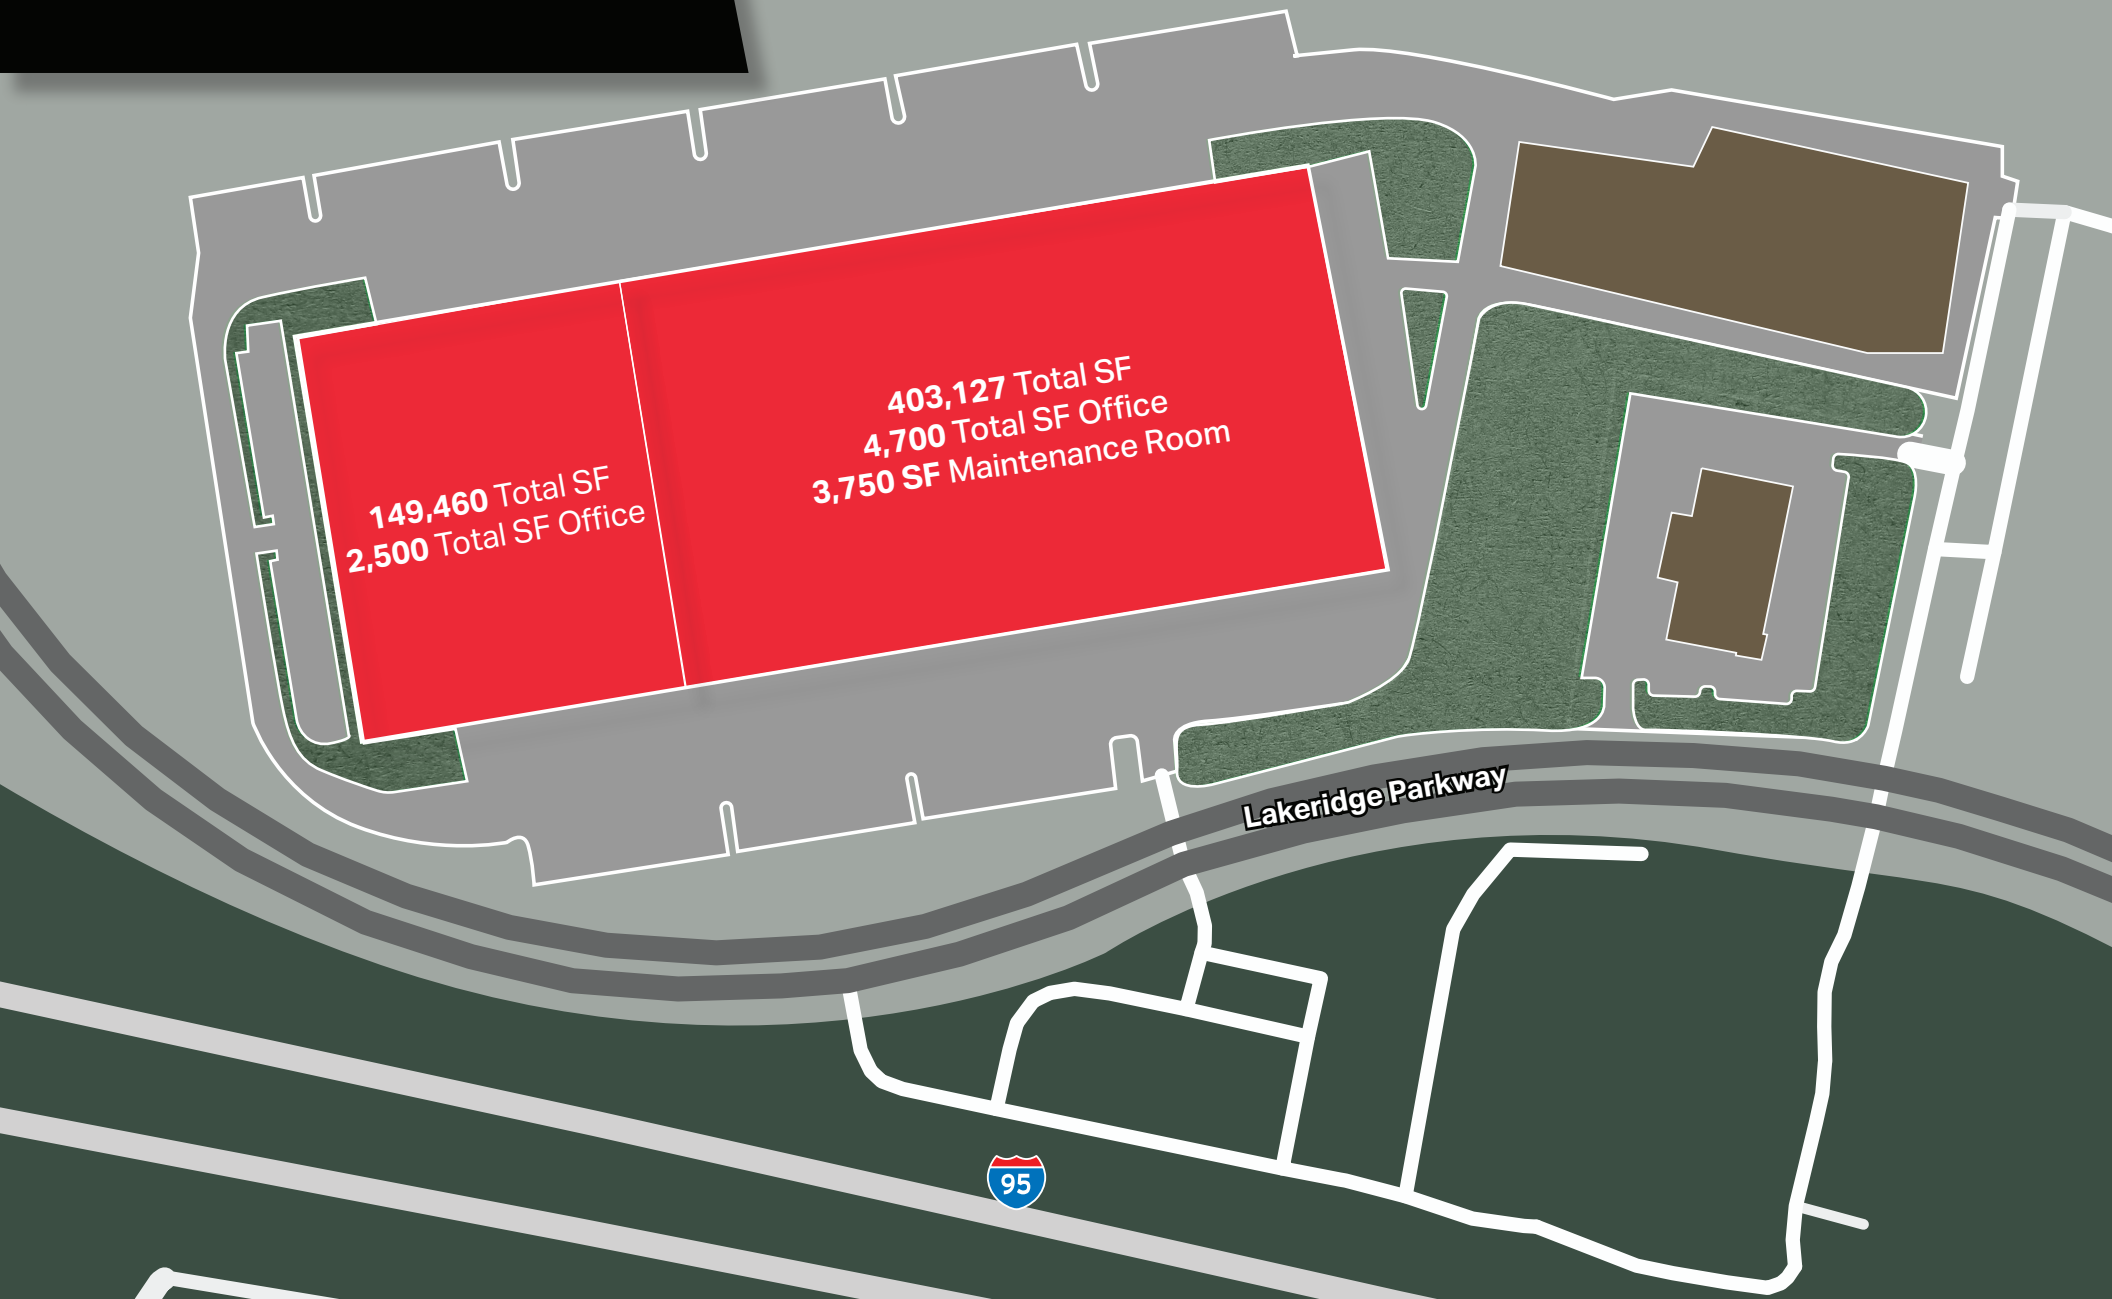 403,127 Total SF
4,700 Total SF Office
3,750 SF Maintenance Room
149,460 Total SF
2,500 Total SF Office
Lakeridge Parkway
95